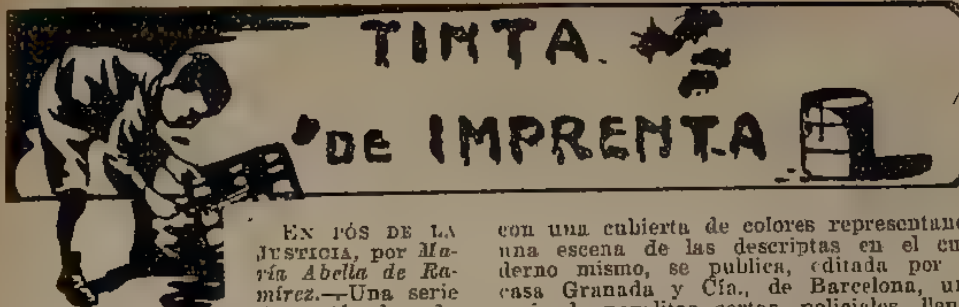 TINTA
DE IMPRENTA
EN PÓS DE LA
JUSTICIA, por Ma-
ría Abella de Ra-
mírez.—Una serie
con una cubierta de colores representan
una escena de las descriptas en el cu-
derno mismo, se publica, editada por
casa Granada y Cía., de Barcelona, u